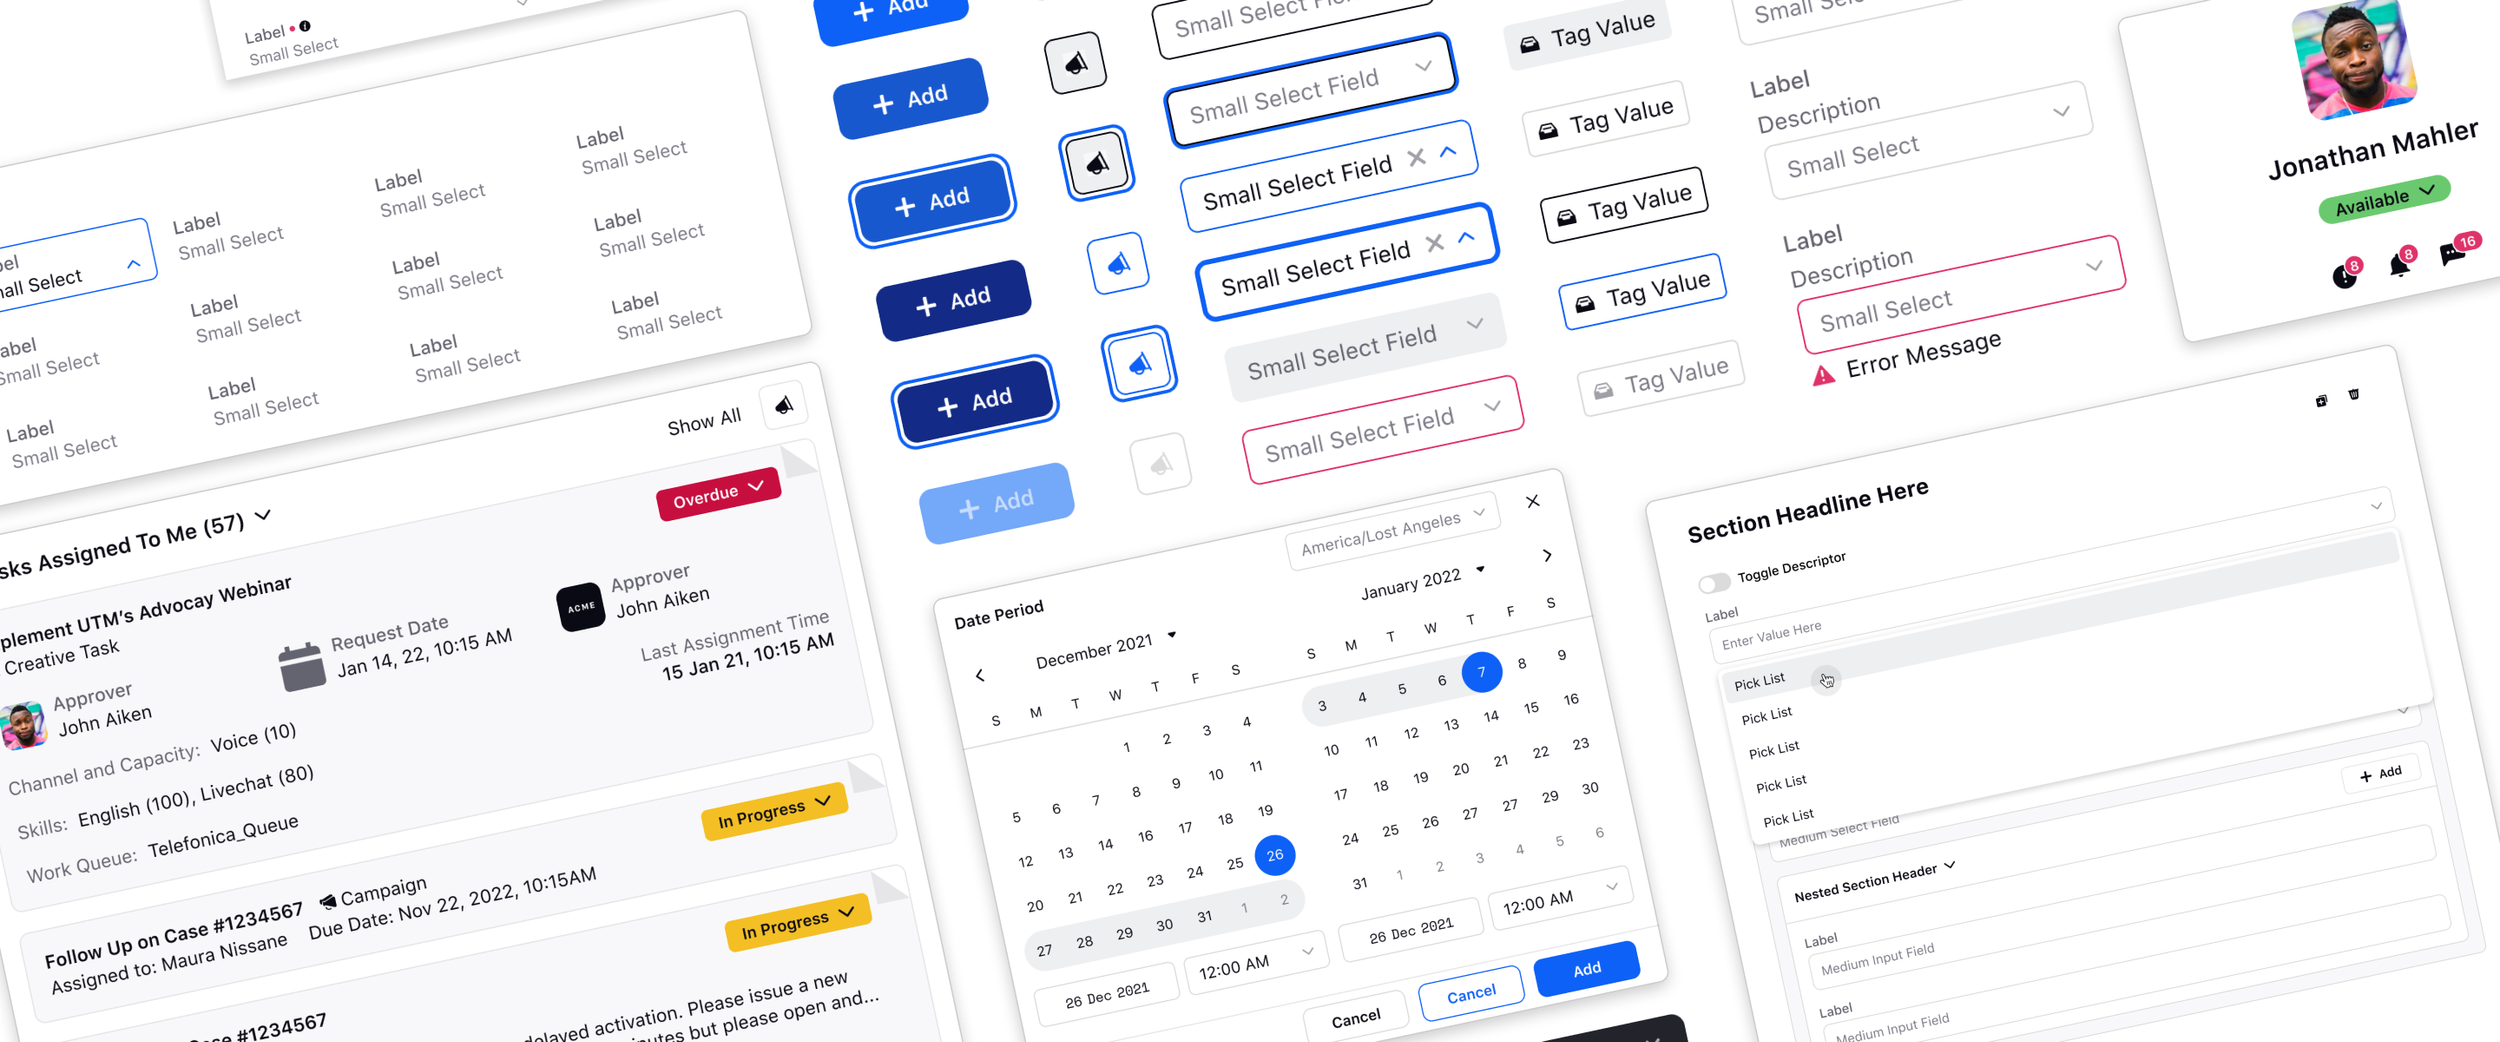 Label
Small Select
Label
Small Select
Label
Small Select
Label
Small Select
Label
Small Select
Label
Small Select
Label
Small Select
Label
Small Select
Label
Small Select
Label
Small Select
Label
Small Select
Show All
Tasks Assigned To Me (57)
Overdue
Implement UTM's Advocay Webinar
Creative Task
Request Date
Jan 14, 22, 10:15 AM
ACME
Approver
John Aiken
Last Assignment Time
15 Jan 21, 10:15 AM
Approver
John Aiken
Channel and Capacity: Voice (10)
Skills: English (100), Livechat (80)
Work Queue: Telefonica_Queue
In Progress
Follow Up on Case #1234567
Campaign
Assigned to: Maura Nissane
Due Date: Nov 22, 2022, 10:15AM
In Progress
Case #1234567
delayed activation. Please issue a new
minutes but please open and...
Add
Add
Add
Add
Add
Add
Small Select Field
Small Select Field
Small Select Field
Small Select Field
Small Select Field
Small Select Field
Tag Value
Tag Value
Tag Value
Tag Value
Tag Value
Small Select
Label
Description
Small Select
Label
Description
Small Select
Error Message
Jonathan Mahler
Available
8
8
16
Date Period
America/Lost Angeles
December 2021
S M T W T F S
1 2 3 4
5 6 7 8 9 10 11
12 13 14 16 17 18 19
20 21 22 23 24 25 26
27 28 29 30 31 1 2
January 2022
S M T W T F S
3 4 5 6 7 8 9
10 11 12 13 14 15 16
17 18 19 20 21 22 23
24 25 26 27 27 29 30
31 1 2 3 4 5 6
26 Dec 2021
12:00 AM
26 Dec 2021
12:00 AM
Cancel
Cancel
Add
Section Headline Here
Toggle Descriptor
Label
Enter Value Here
Pick List
Pick List
Pick List
Pick List
Pick List
Medium Select Field
Add
Nested Section Header
Label
Medium Input Field
Label
Medium Input Field